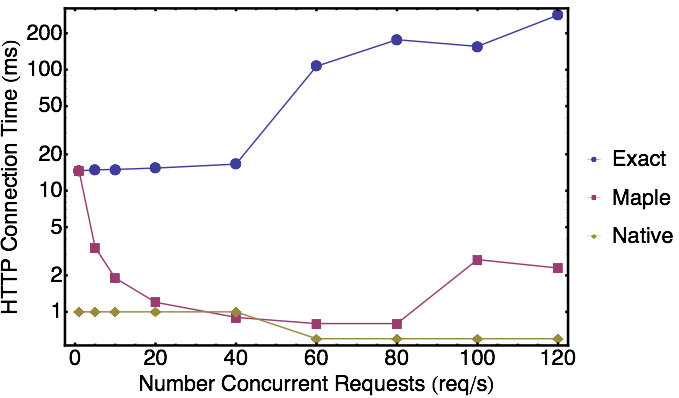 HTTP Connection Time (ms)
200
100
50
20
10
5
2
1
0 20 40 60 80 100 120
Number Concurrent Requests (req/s)
Exact
Maple
Native